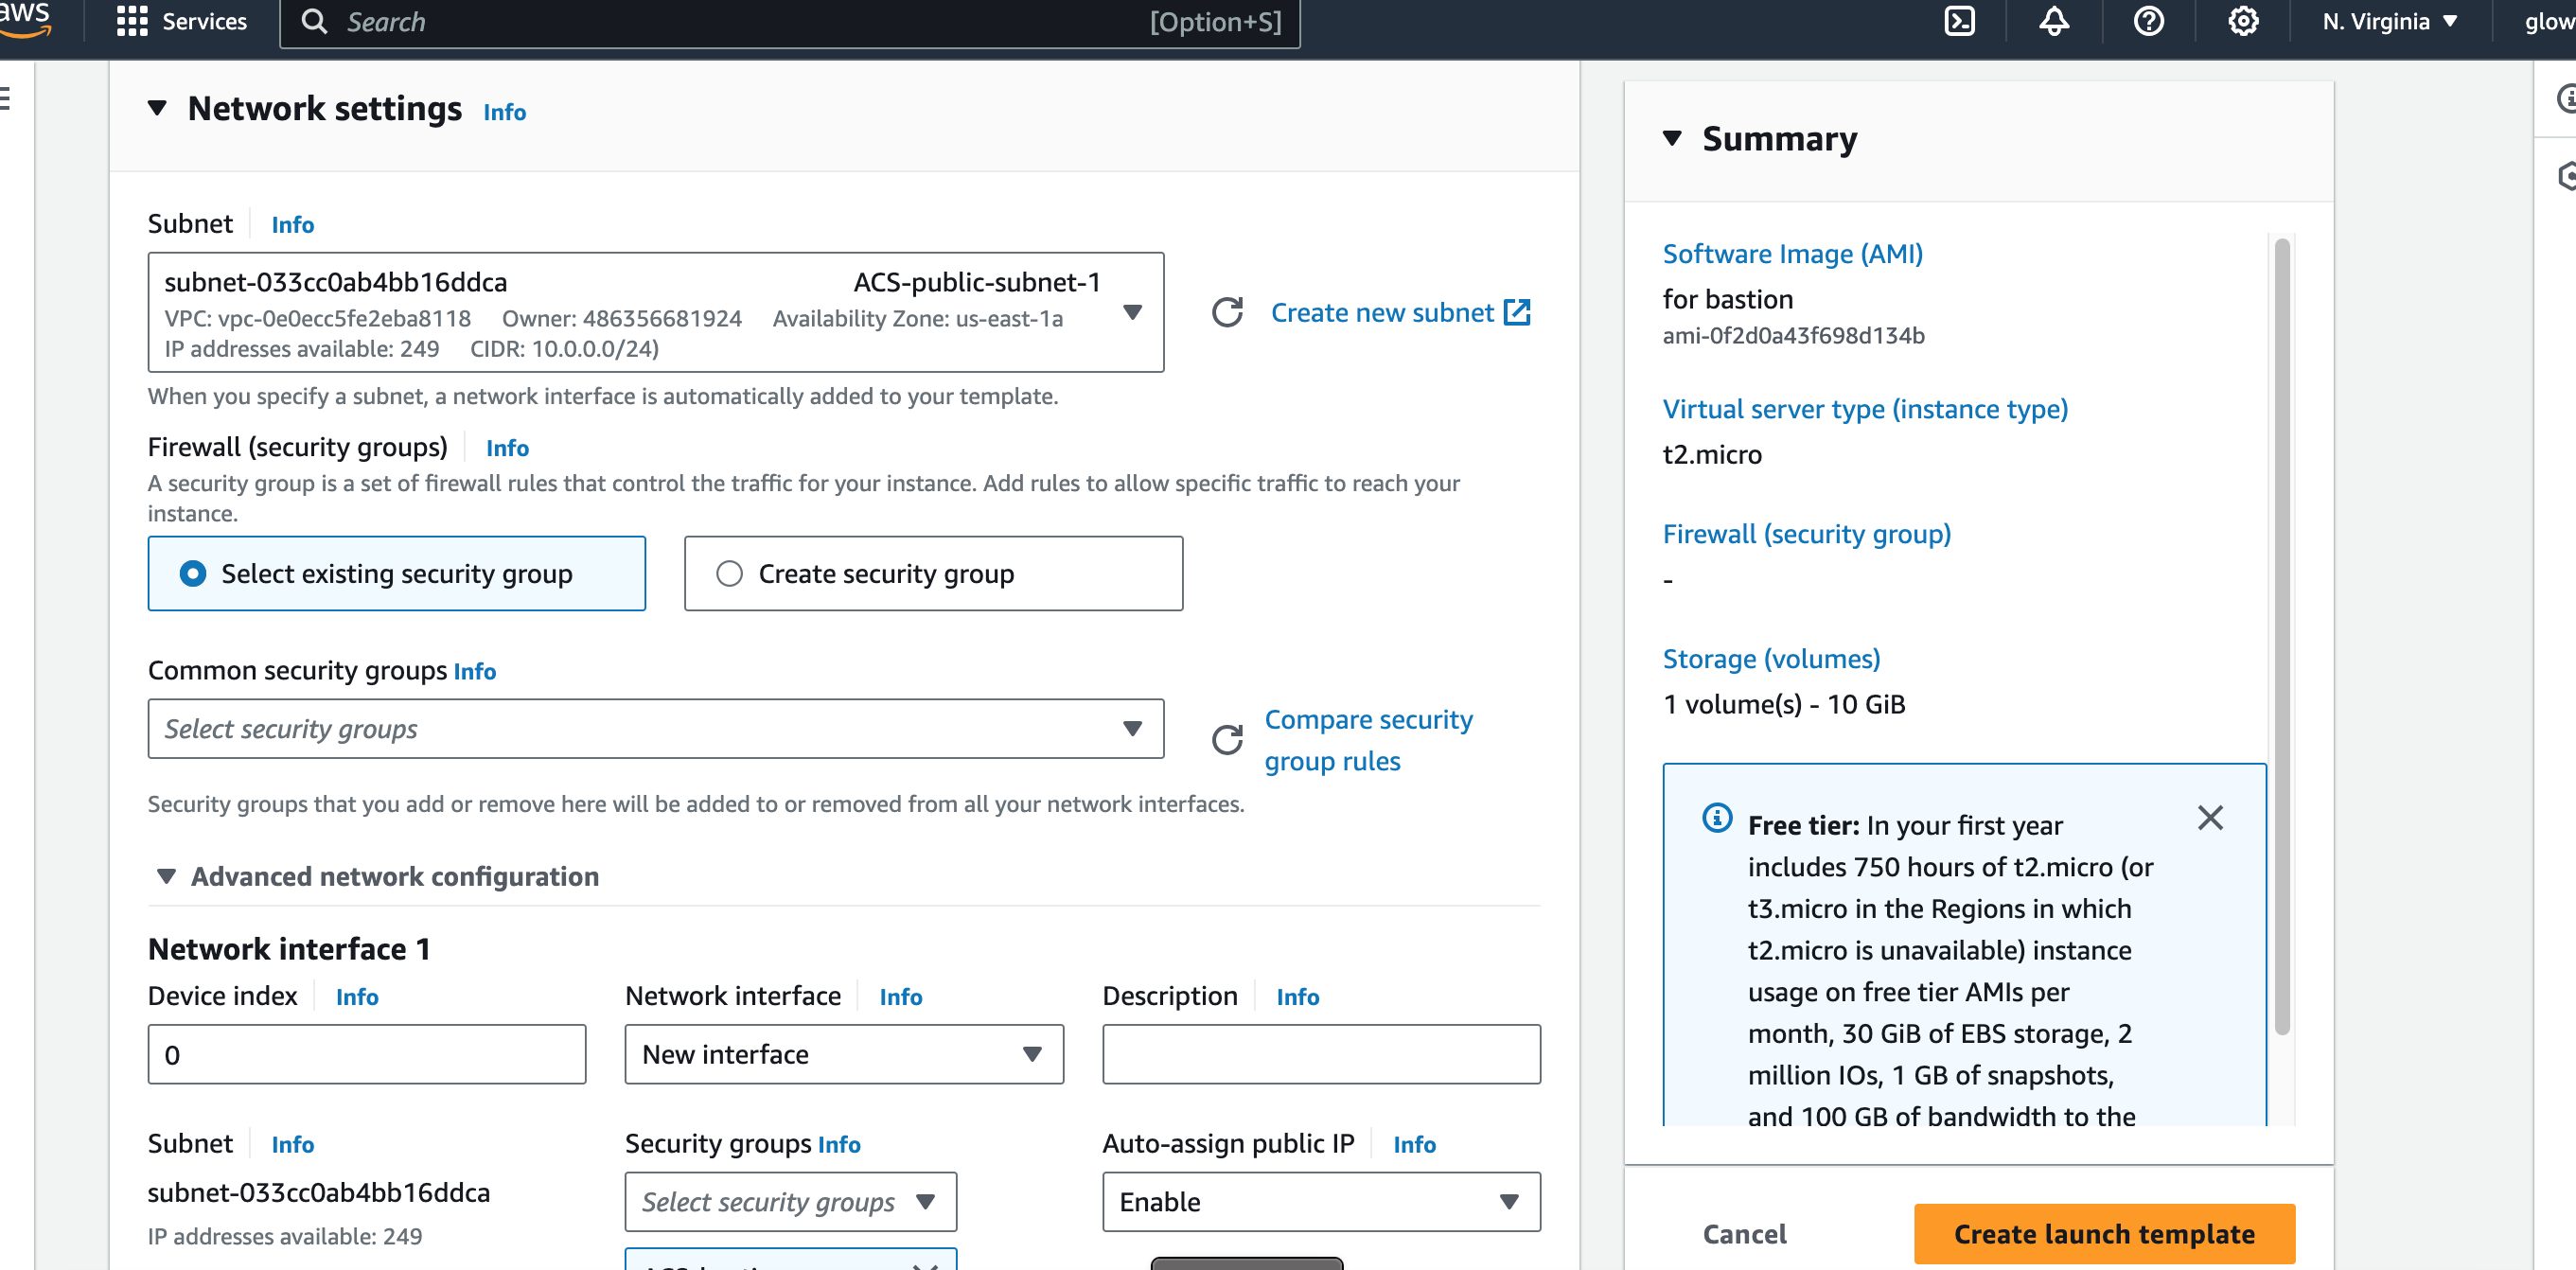 aws
Services
Search [Option+S]
N. Virginia
Network settings Info
Subnet Info
subnet-033cc0ab4bb16ddca ACS-public-subnet-1
VPC: vpc-0e0ecc5fe2eba8118 Owner: 486356681924 Availability Zone: us-east-1a
IP addresses available: 249 CIDR: 10.0.0.0/24)
Create new subnet
When you specify a subnet, a network interface is automatically added to your template.
Firewall (security groups) Info
A security group is a set of firewall rules that control the traffic for your instance. Add rules to allow specific traffic to reach your
instance.
Select existing security group
Create security group
Common security groups Info
Select security groups
Compare security
group rules
Security groups that you add or remove here will be added to or removed from all your network interfaces.
Advanced network configuration
Network interface 1
Device index Info
Network interface Info
Description Info
0
New interface
Subnet Info
Security groups Info
Auto-assign public IP Info
subnet-033cc0ab4bb16ddca
Select security groups
Enable
IP addresses available: 249
Summary
Software Image (AMI)
for bastion
ami-0f2d0a43f698d134b
Virtual server type (instance type)
t2.micro
Firewall (security group)
-
Storage (volumes)
1 volume(s) - 10 GiB
Free tier: In your first year
includes 750 hours of t2.micro (or
t3.micro in the Regions in which
t2.micro is unavailable) instance
usage on free tier AMIs per
month, 30 GiB of EBS storage, 2
million IOs, 1 GB of snapshots,
and 100 GB of bandwidth to the
Cancel
Create launch template